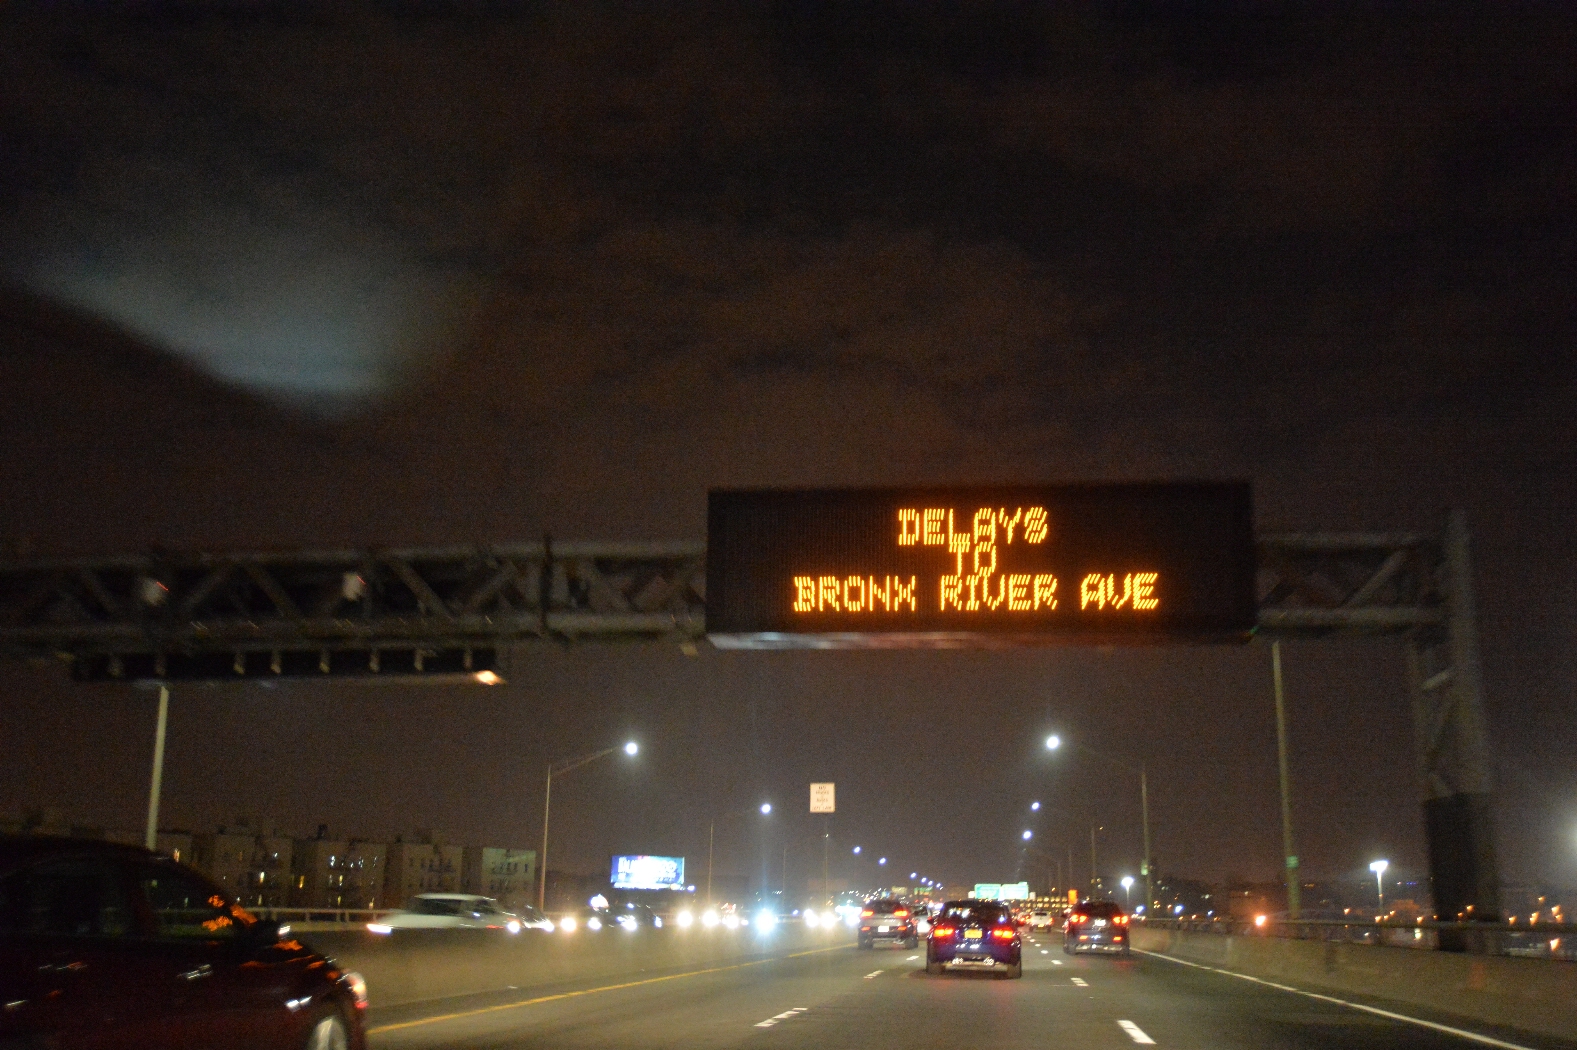 DELAYS
TO
BRONX RIVER AVE